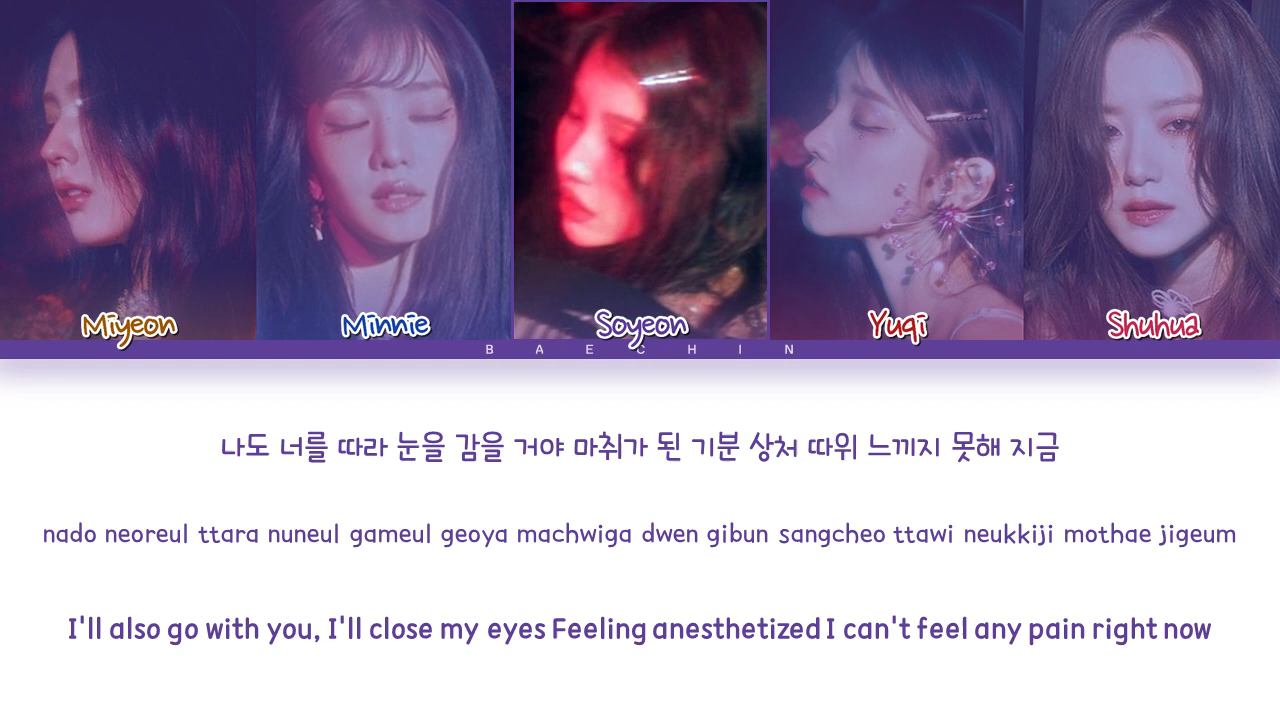 Miyeon Minnie Soyeon Yuqi Shuhua
BAECHIN
나도 너를 따라 눈을 감을 거야 마취가 된 기분 상처 따위 느끼지 못해 지금
nado neoreul ttara nuneul gameul geoya machwiga dwen gibun sangcheo ttawi neukkiji mothae jigeum
I'll also go with you, I'll close my eyes Feeling anesthetized I can't feel any pain right now